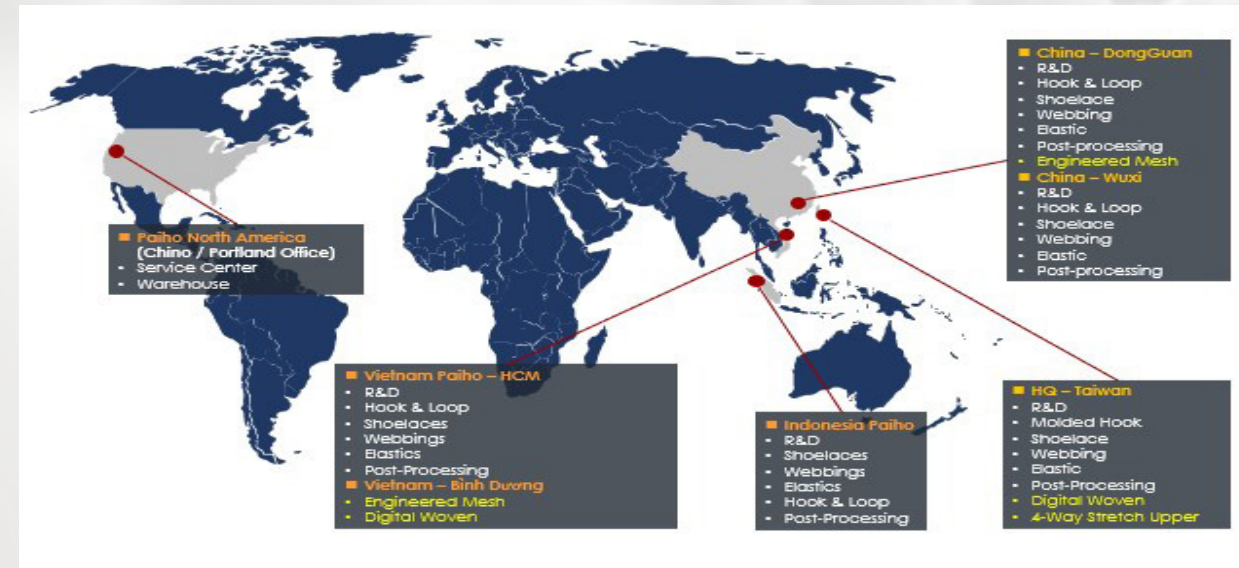 ■ China – DongGuan
• R&D
• Hook & Loop
• Shoelace
• Webbing
• Elastic
• Post-processing
• Engineered Mesh
■ China – Wuxi
• R&D
• Hook & Loop
• Shoelace
• Webbing
• Elastic
• Post-processing
■ Paiho North America
(Chino / Portland Office)
• Service Center
• Warehouse
■ Vietnam Paiho – HCM
• R&D
• Hook & Loop
• Shoelaces
• Webbings
• Elastics
• Post-Processing
■ Vietnam – Bình Dương
• Engineered Mesh
• Digital Woven
■ Indonesia Paiho
• R&D
• Shoelaces
• Webbings
• Elastics
• Hook & Loop
• Post-Processing
■ HQ – Taiwan
• R&D
• Molded Hook
• Shoelace
• Webbing
• Elastic
• Post-Processing
• Digital Woven
• 4-Way Stretch Upper